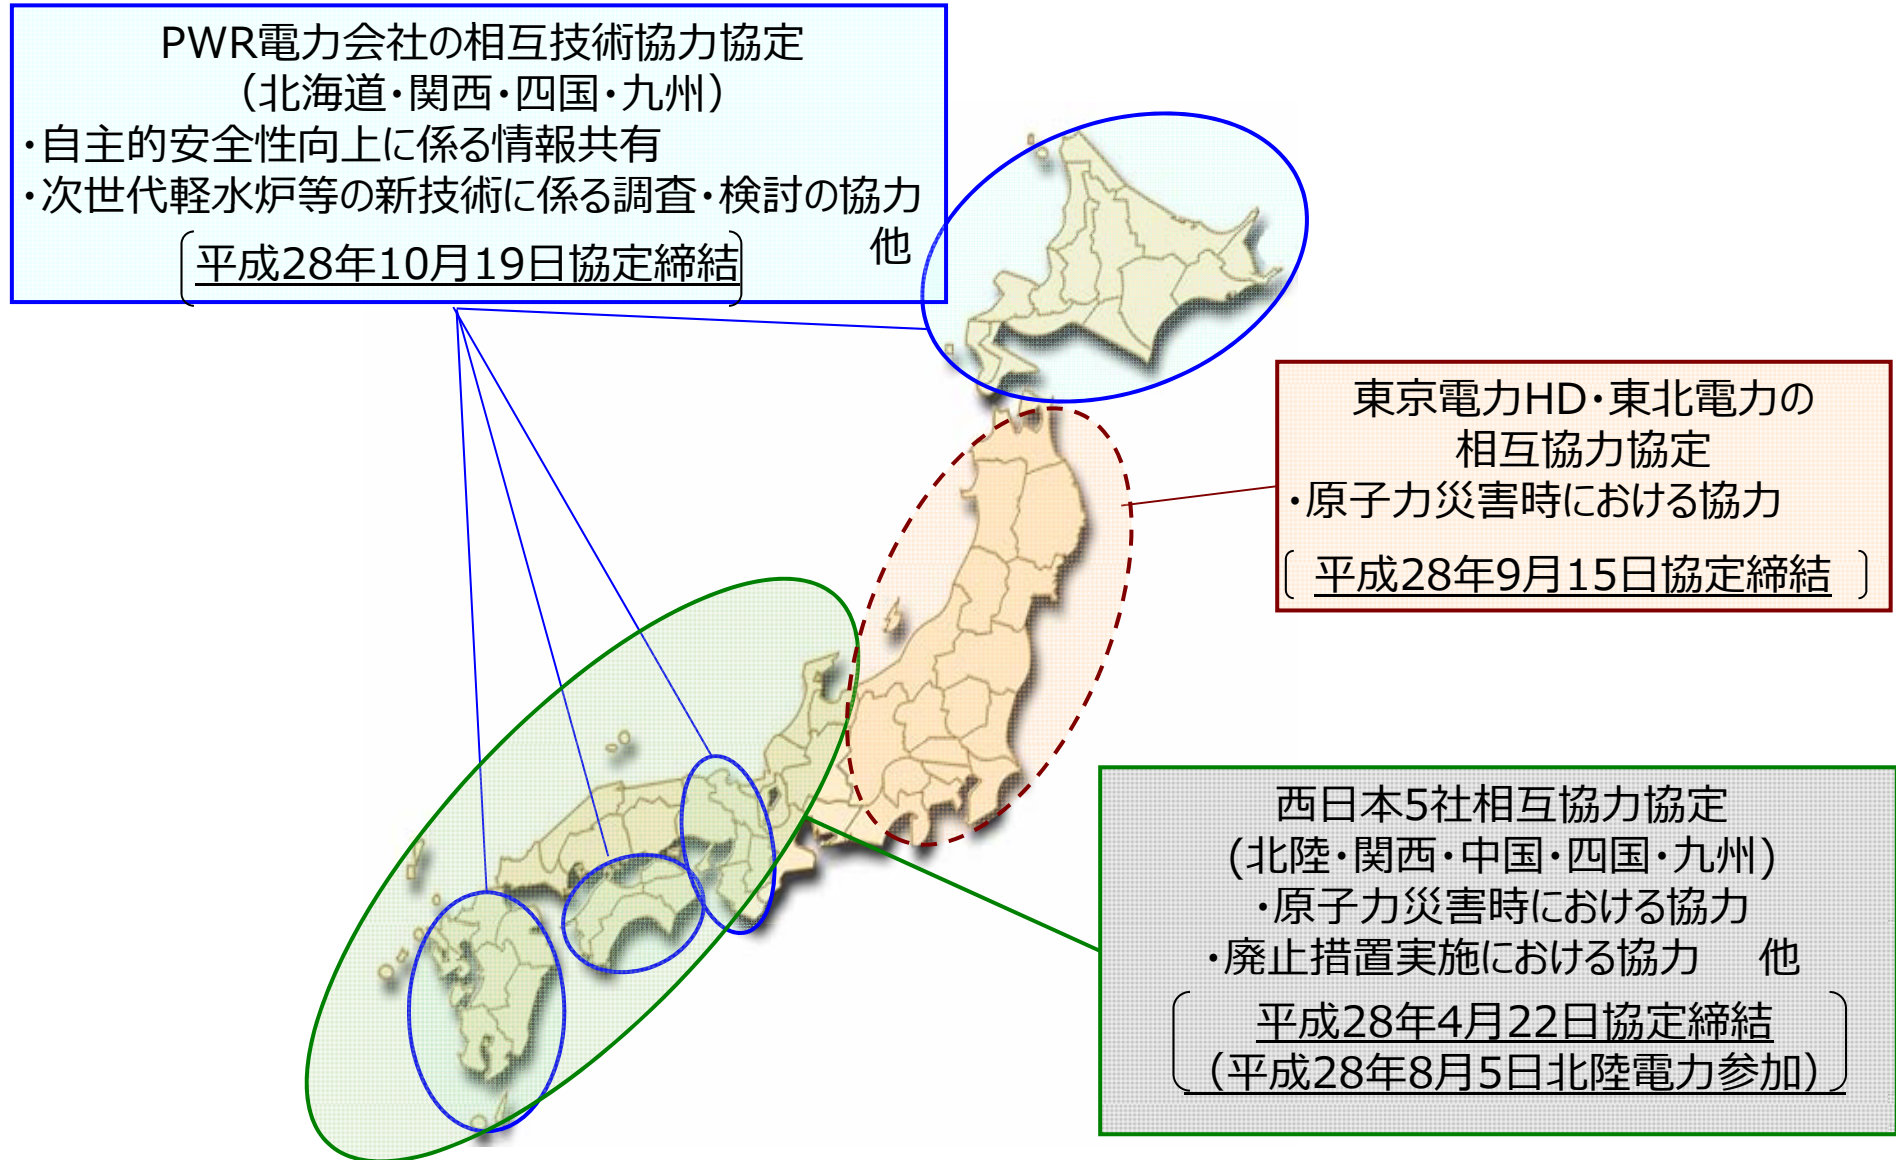 PWR電力会社の相互技術協力協定
（北海道・関西・四国・九州）
・自主的安全性向上に係る情報共有
・次世代軽水炉等の新技術に係る調査・検討の協力
他
平成28年10月19日協定締結
東京電力HD・東北電力の
相互協力協定
・原子力災害時における協力
平成28年9月15日協定締結
西日本5社相互協力協定
(北陸・関西・中国・四国・九州)
・原子力災害時における協力
・廃止措置実施における協力　他
平成28年4月22日協定締結
（平成28年8月5日北陸電力参加）